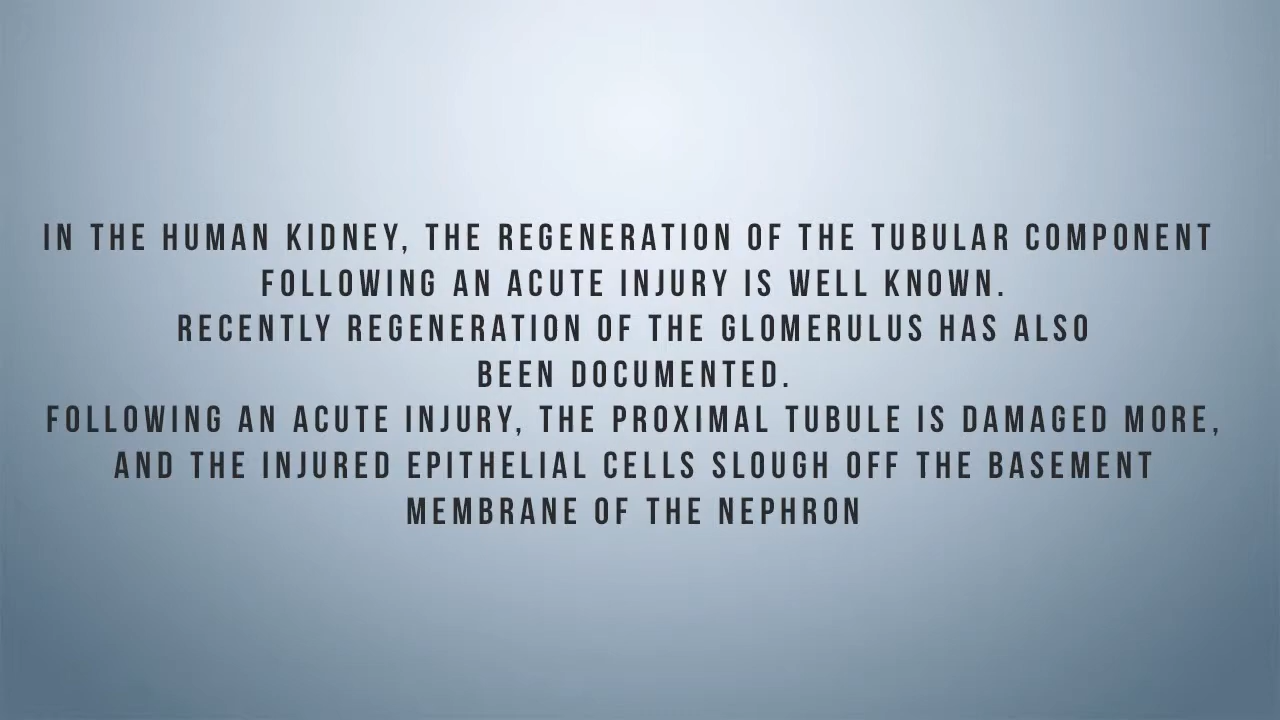 IN THE HUMAN KIDNEY, THE REGENERATION OF THE TUBULAR COMPONENT
FOLLOWING AN ACUTE INJURY IS WELL KNOWN.
RECENTLY REGENERATION OF THE GLOMERULUS HAS ALSO
BEEN DOCUMENTED.
FOLLOWING AN ACUTE INJURY, THE PROXIMAL TUBULE IS DAMAGED MORE,
AND THE INJURED EPITHELIAL CELLS SLOUGH OFF THE BASEMENT
MEMBRANE OF THE NEPHRON